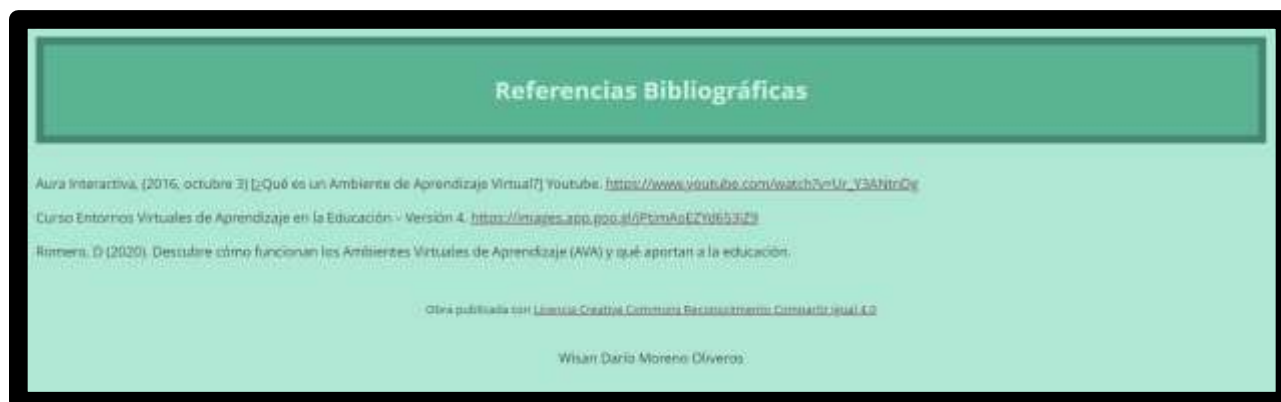 Referencias Bibliográficas
Aura Interactiva, (2016, octubre 3) [¿Qué es un Ambiente de Aprendizaje Virtual?] Youtube. https://www.youtube.com/watch?v=Ur_Y3ANtnDg
Curso Entornos Virtuales de Aprendizaje en la Educación – Versión 4.
Romero, D (2020). Descubre cómo funcionan los Ambientes Virtuales de Aprendizaje (AVA) y qué aportan a la educación.
Obra publicada con Licencia Creative Commons Reconocimiento Compartir igual 4.0
Wisan Dario Moreno Oliveros